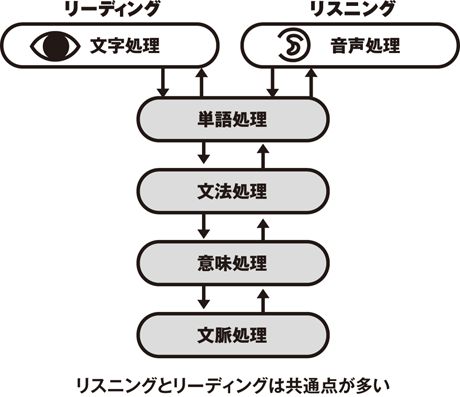 リーディング
リスニング
文字処理
音声処理
単語処理
文法処理
意味処理
文脈処理
リスニングとリーディングは共通点が多い